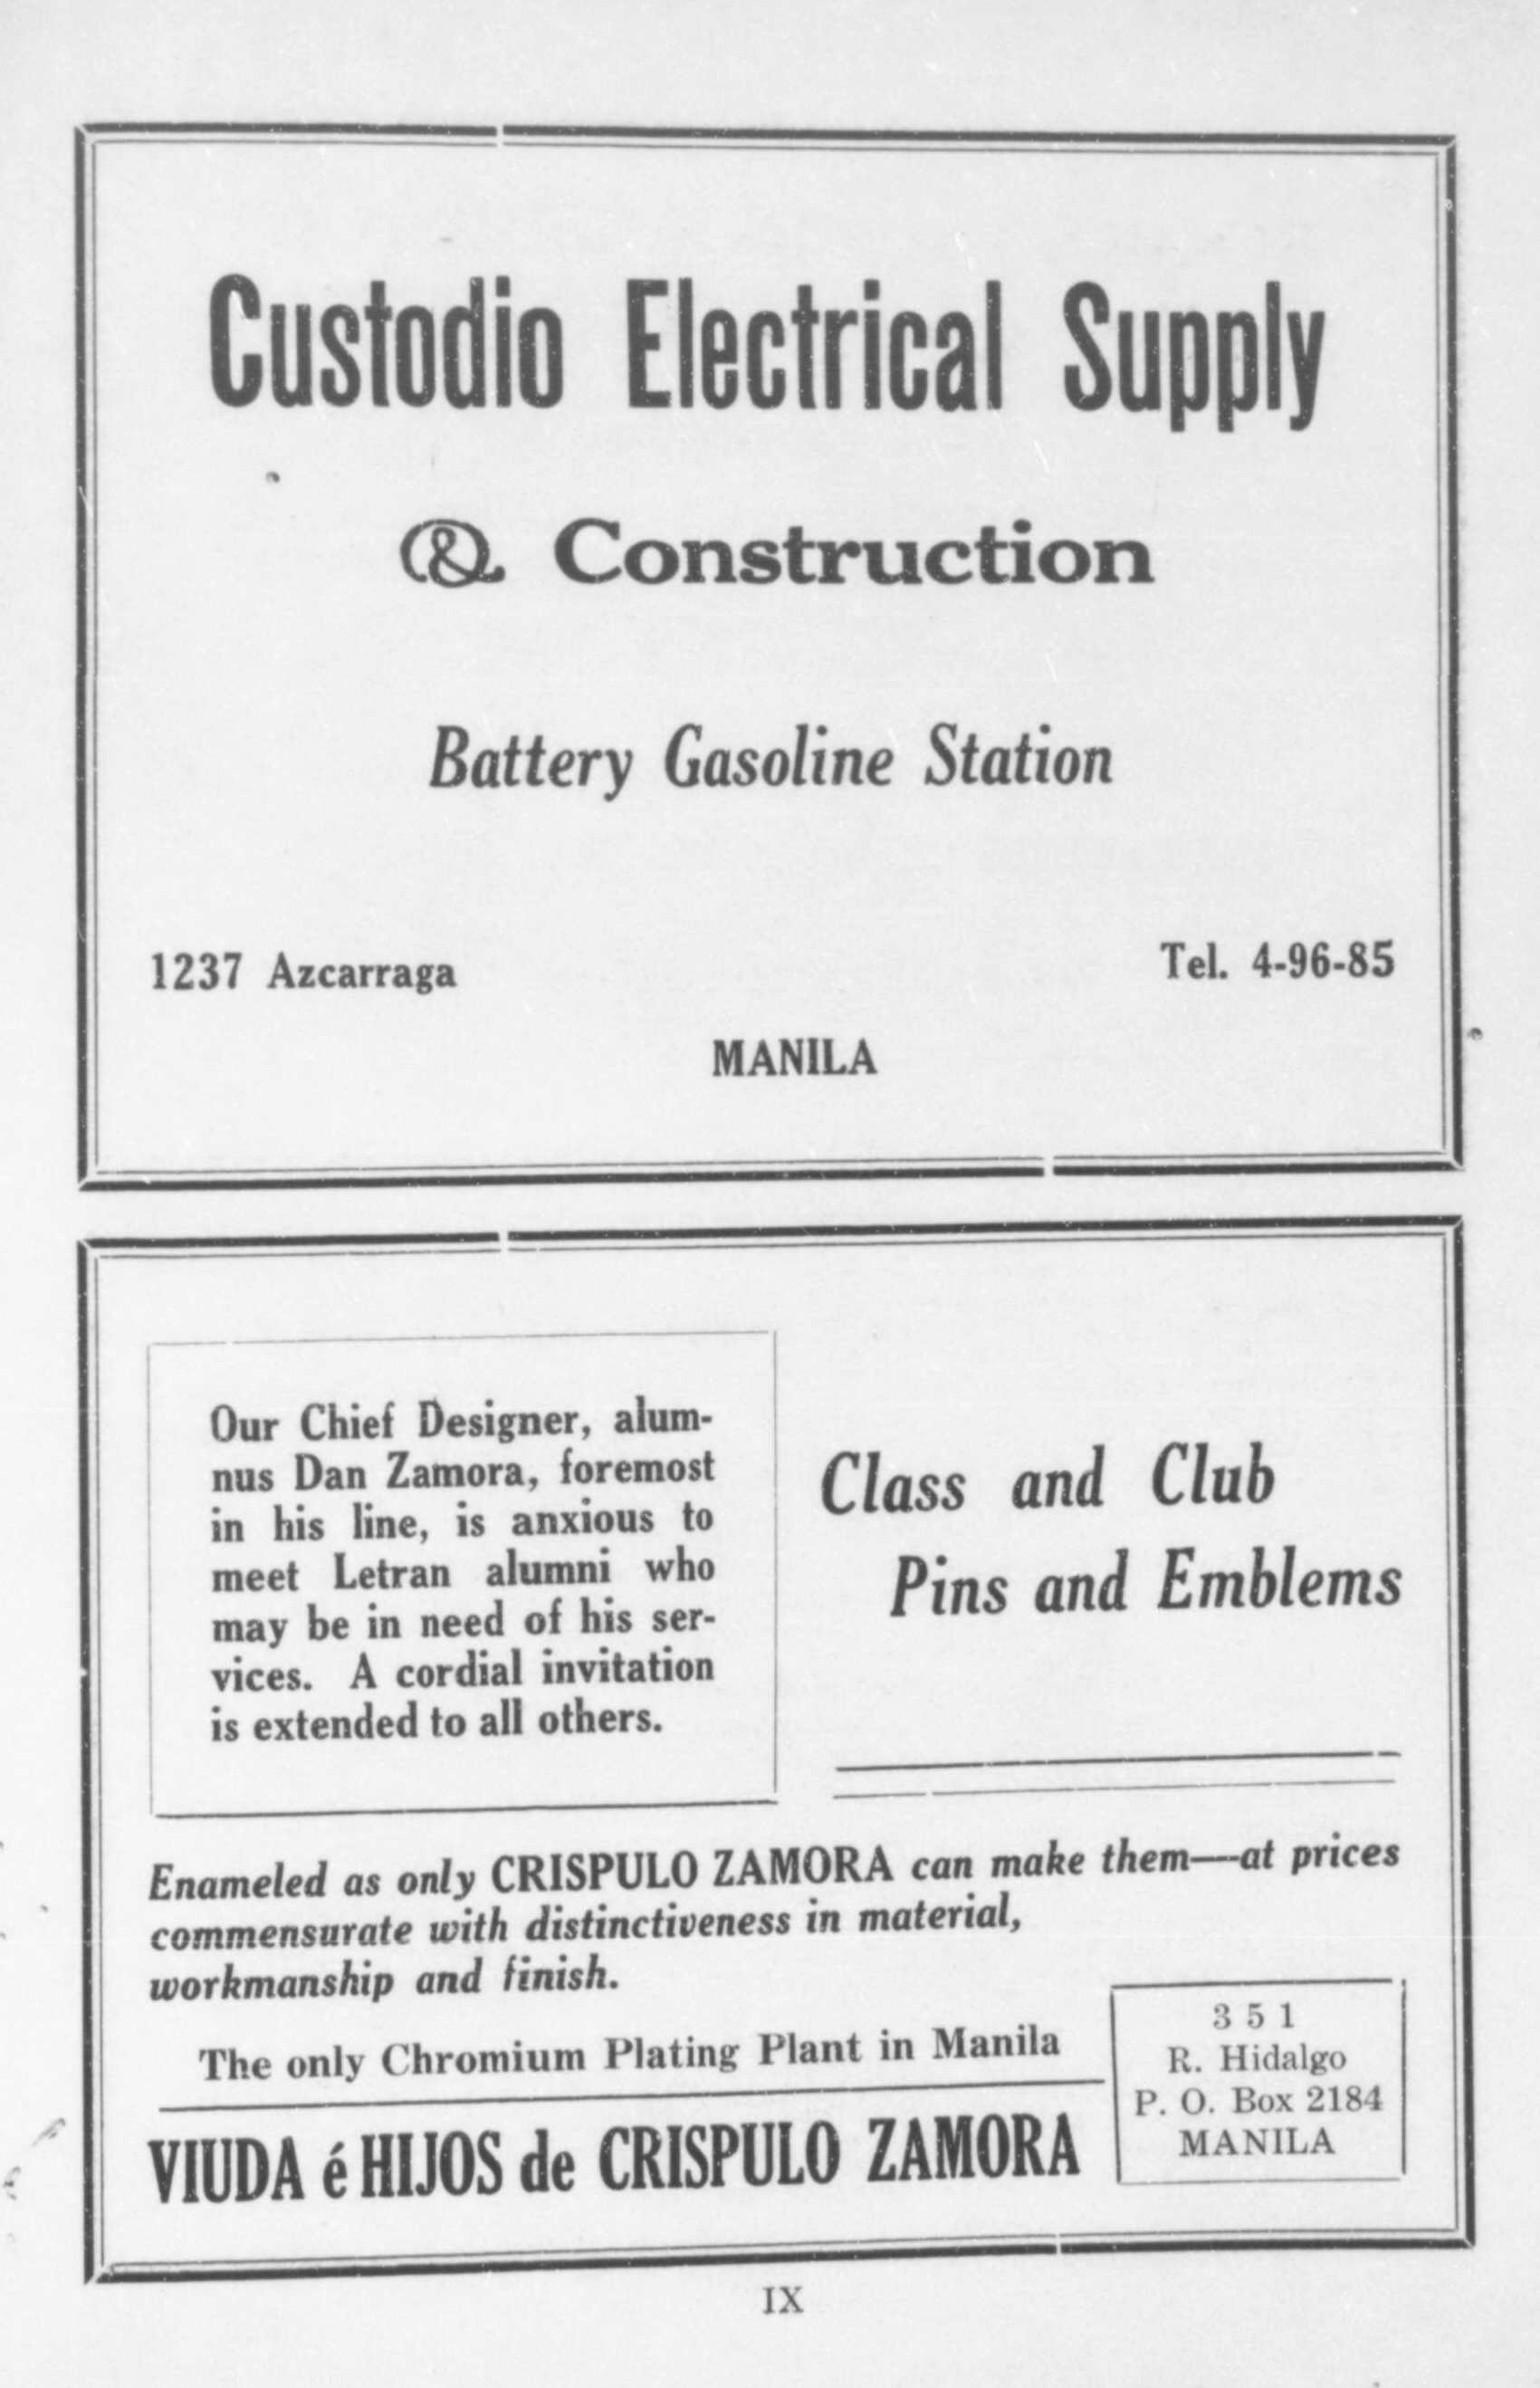 Custodio Electrical Supply
& Construction
Battery Gasoline Station
1237 Azcarraga
Tel. 4-96-85
MANILA
Our Chief Designer, alum-
nus Dan Zamora, foremost
in his line, is anxious to
meet Letran alumni who
may be in need of his ser-
vices. A cordial invitation
is extended to all others.
Class and Club
Pins and Emblems
Enameled as only CRISPULO ZAMORA can make them—at prices
commensurate with distinctiveness in material,
workmanship and finish.
The only Chromium Plating Plant in Manila
VIUDA é HIJOS de CRISPULO ZAMORA
3 5 1
R. Hidalgo
P. O. Box 2184
MANILA
IX